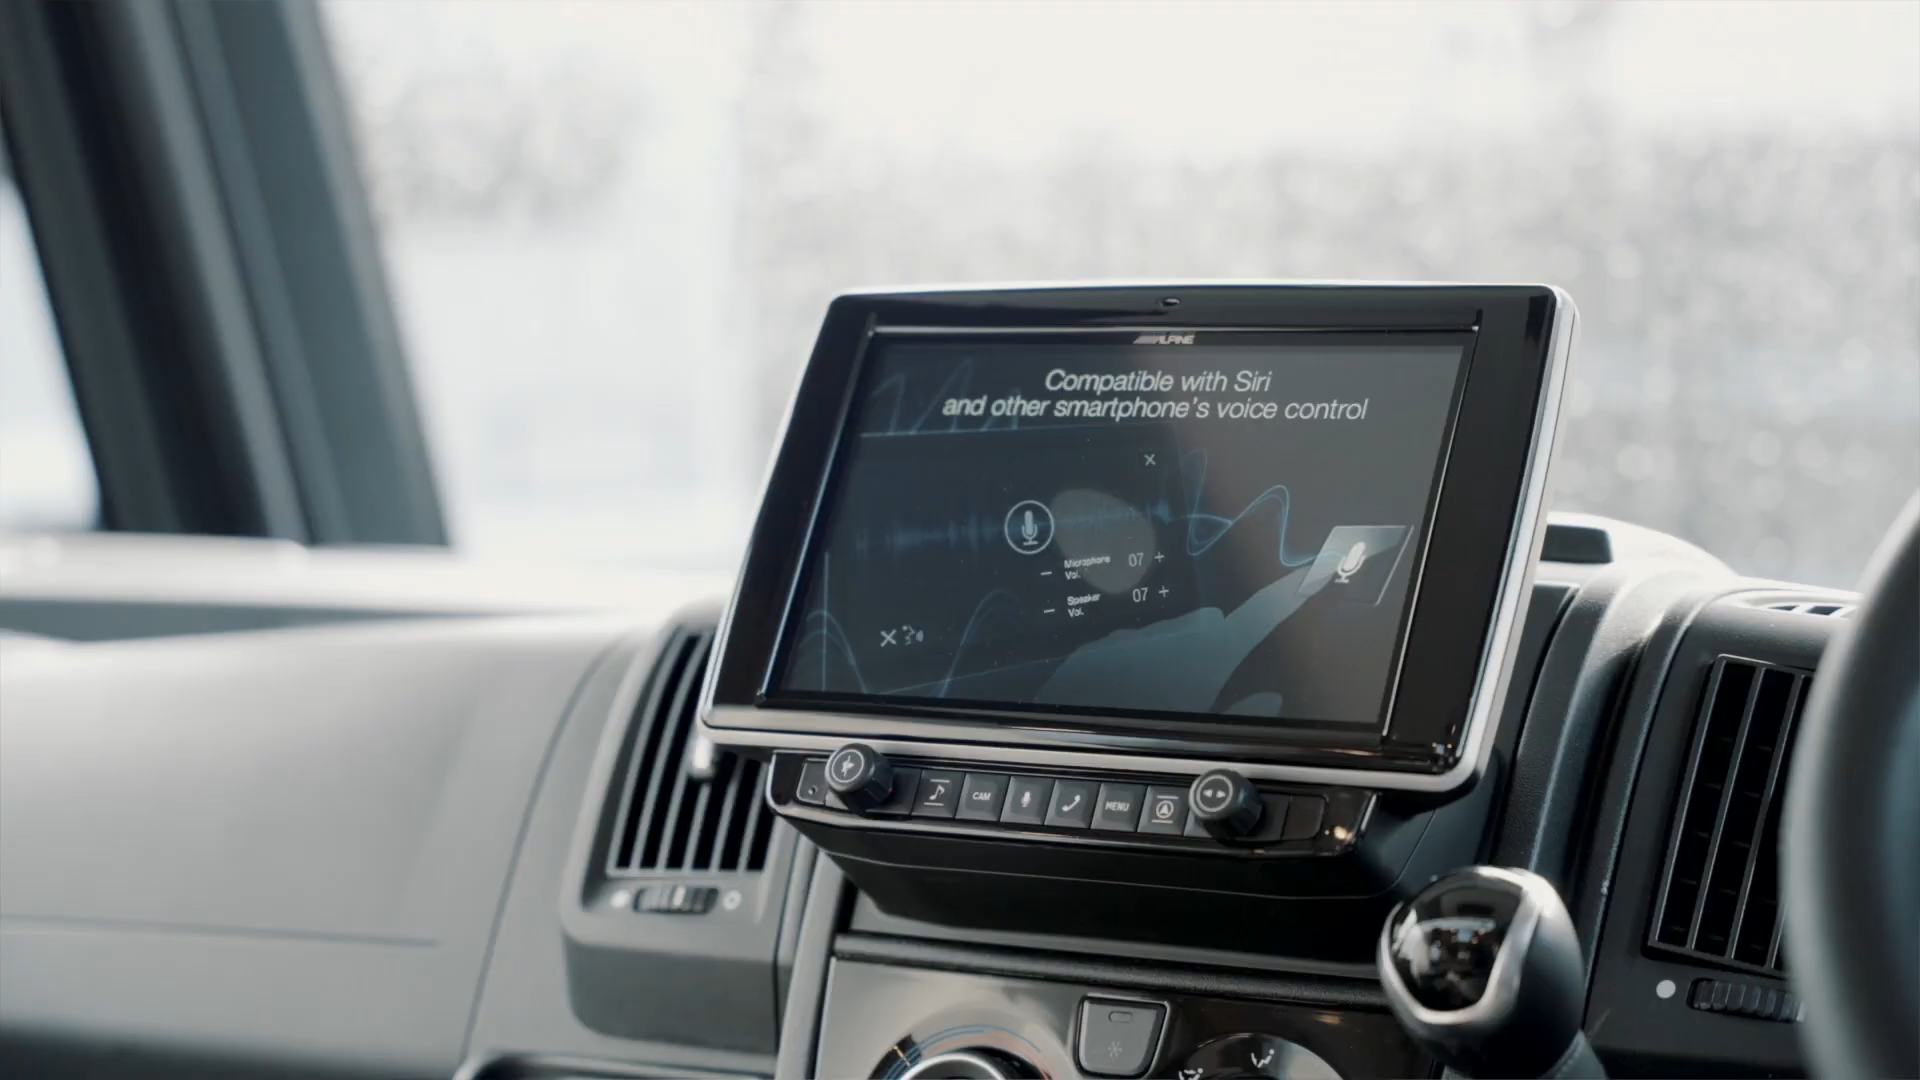 ALPINE
Compatible with Siri
and other smartphone's voice control
Microphone
Vol.
- 07 +
Speaker
Vol.
- 07 +
CAM
MENU